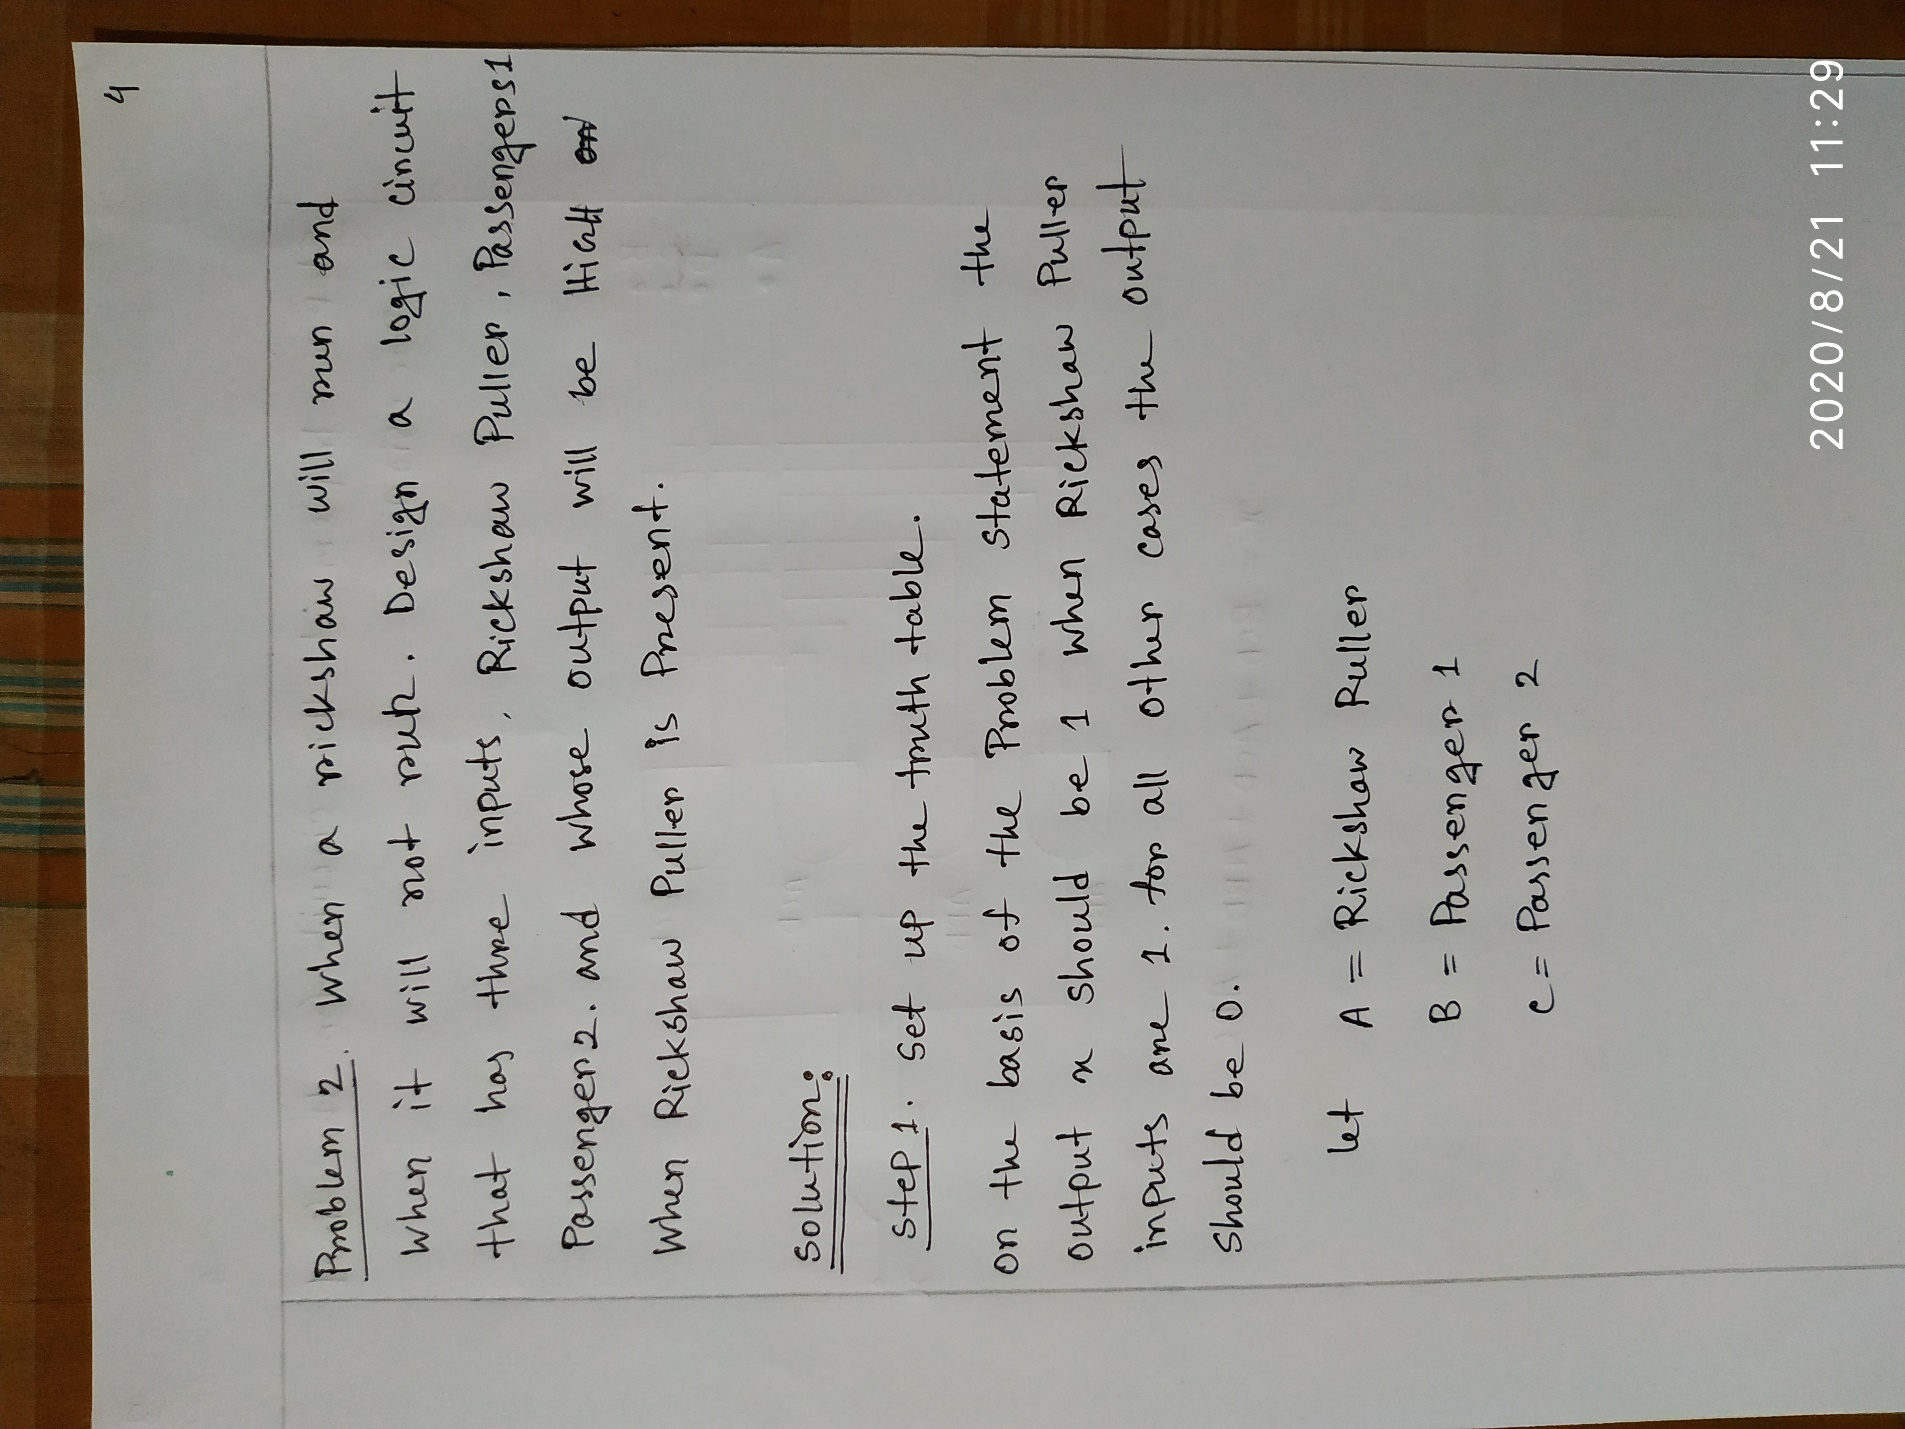 4
Problem 2. When a rickshaw will run and
when it will not run. Design a logic circuit
that has thre inputs, Rickshaw Puller, Passengers1
Passenger2. and whose output will be High
when Rickshaw Puller is Present.
Solution:
Step 1. Set up the truth table.
On the basis of the Problem statement the
output x should be 1 when Rickshaw Puller
inputs are 1. for all other cases the output
should be 0.
let A = Rickshaw Puller
B = Passenger 1
C = Passenger 2
2020/8/21 11:29